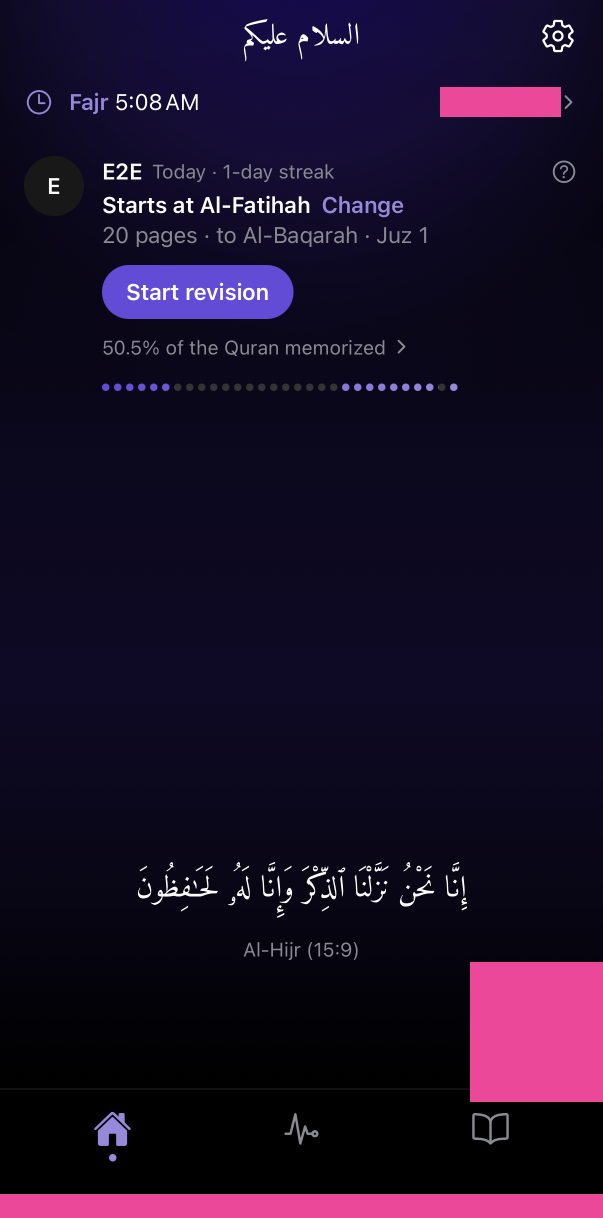 السلام عليكم
Fajr 5:08 AM
E
E2E Today · 1-day streak
Starts at Al-Fatihah Change
20 pages · to Al-Baqarah · Juz 1
Start revision
50.5% of the Quran memorized
إِنَّا نَحْنُ نَزَّلْنَا ٱلذِّكْرَ وَإِنَّا لَهُۥ لَحَـٰفِظُونَ
Al-Hijr (15:9)